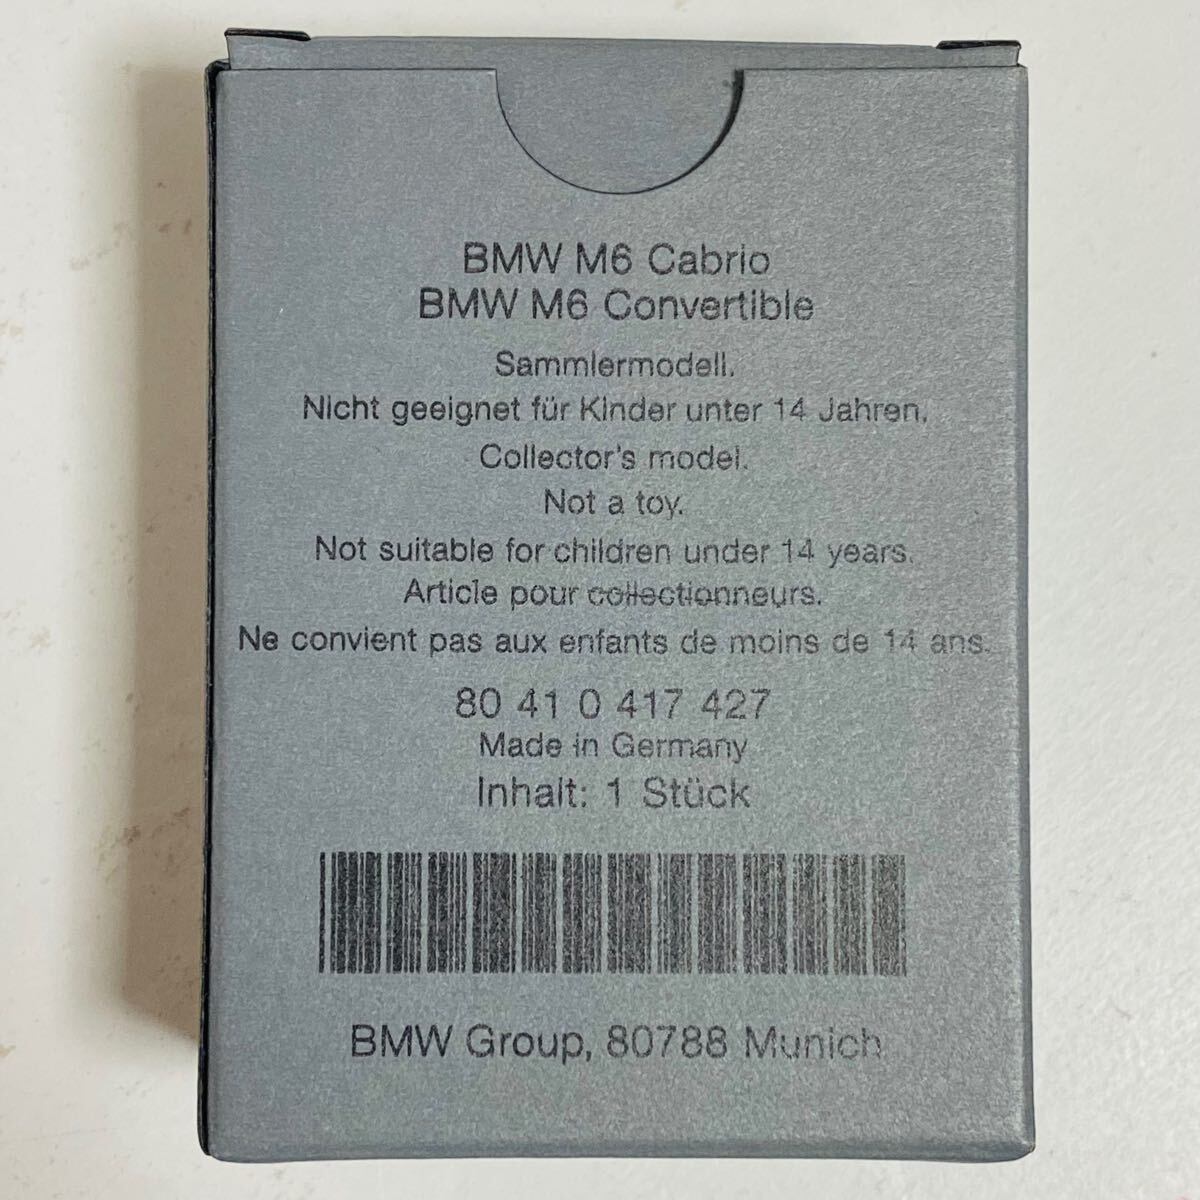 BMW M6 Cabrio
BMW M6 Convertible
Sammlermodell.
Nicht geeignet für Kinder unter 14 Jahren.
Collector's model.
Not a toy.
Not suitable for children under 14 years.
Article pour collectionneurs.
Ne convient pas aux enfants de moins de 14 ans.
80 41 0 417 427
Made in Germany
Inhalt: 1 Stück
BMW Group, 80788 Munich